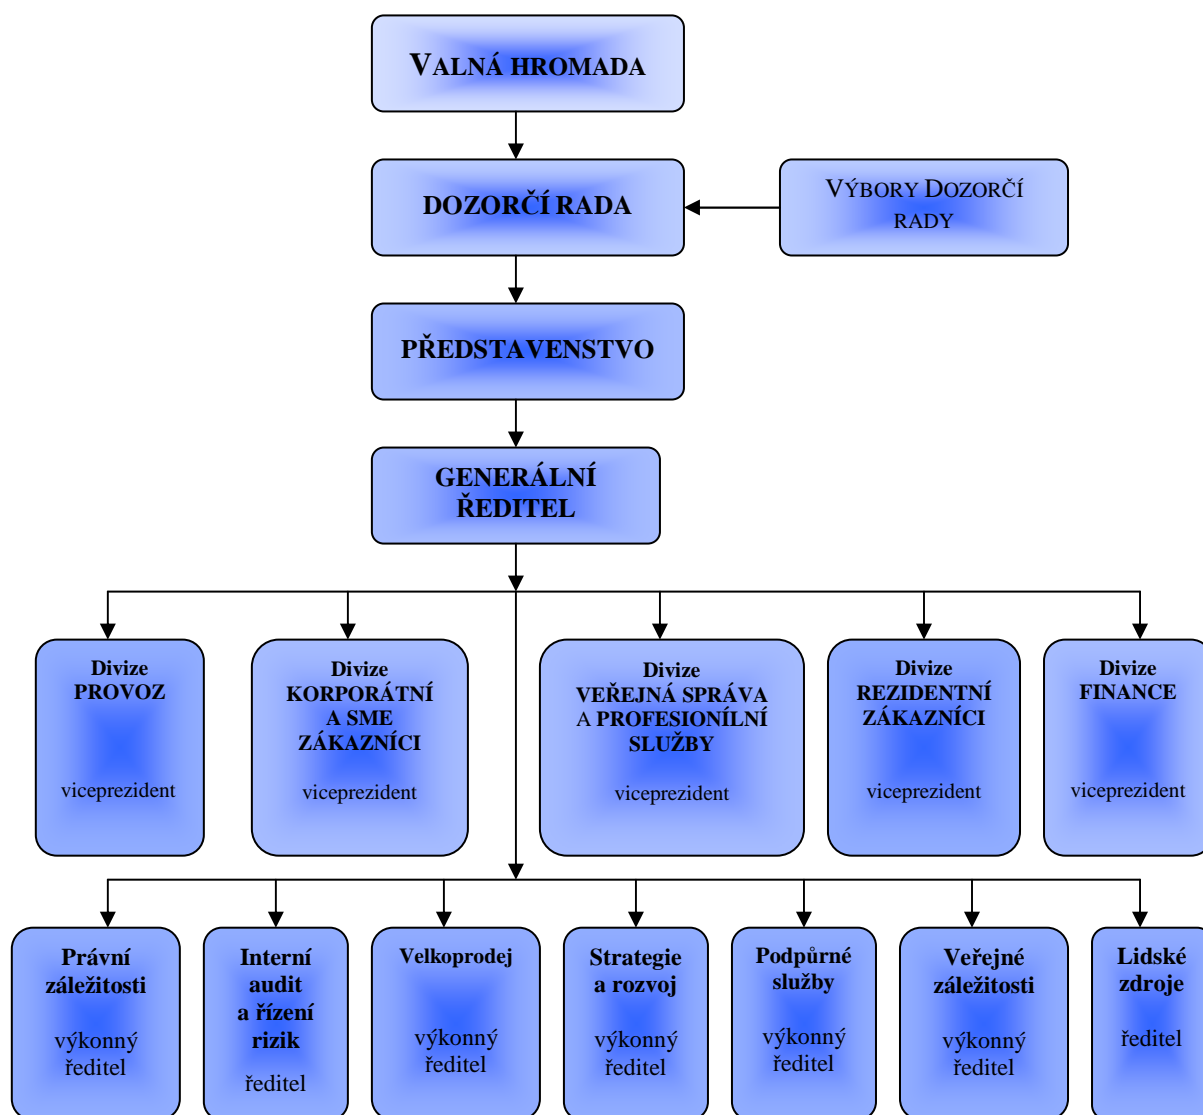 VALNÁ HROMADA
DOZORČÍ RADA
VÝBORY DOZORČÍ
RADY
PŘEDSTAVENSTVO
GENERÁLNÍ
ŘEDITEL
Divize
PROVOZ
viceprezident
Divize
KORPORÁTNÍ
A SME
ZÁKAZNÍCI
viceprezident
Divize
VEŘEJNÁ SPRÁVA
A PROFESIONÍLNÍ
SLUŽBY
viceprezident
Divize
REZIDENTNÍ
ZÁKAZNÍCI
viceprezident
Divize
FINANCE
viceprezident
Právní
záležitosti
výkonný
ředitel
Interní
audit
a řízení
rizik
ředitel
Velkoprodej
výkonný
ředitel
Strategie
a rozvoj
výkonný
ředitel
Podpůrné
služby
výkonný
ředitel
Veřejné
záležitosti
výkonný
ředitel
Lidské
zdroje
ředitel